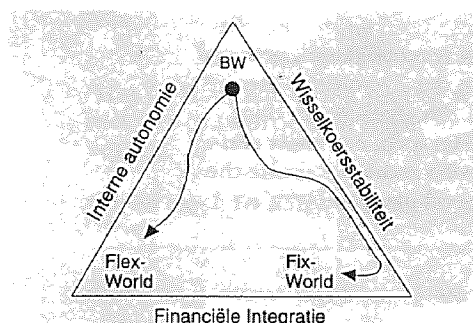 BW
Interne autonomie
Wisselkoersstabiliteit
Flex-
World
Fix-
World
Financiële Integratie